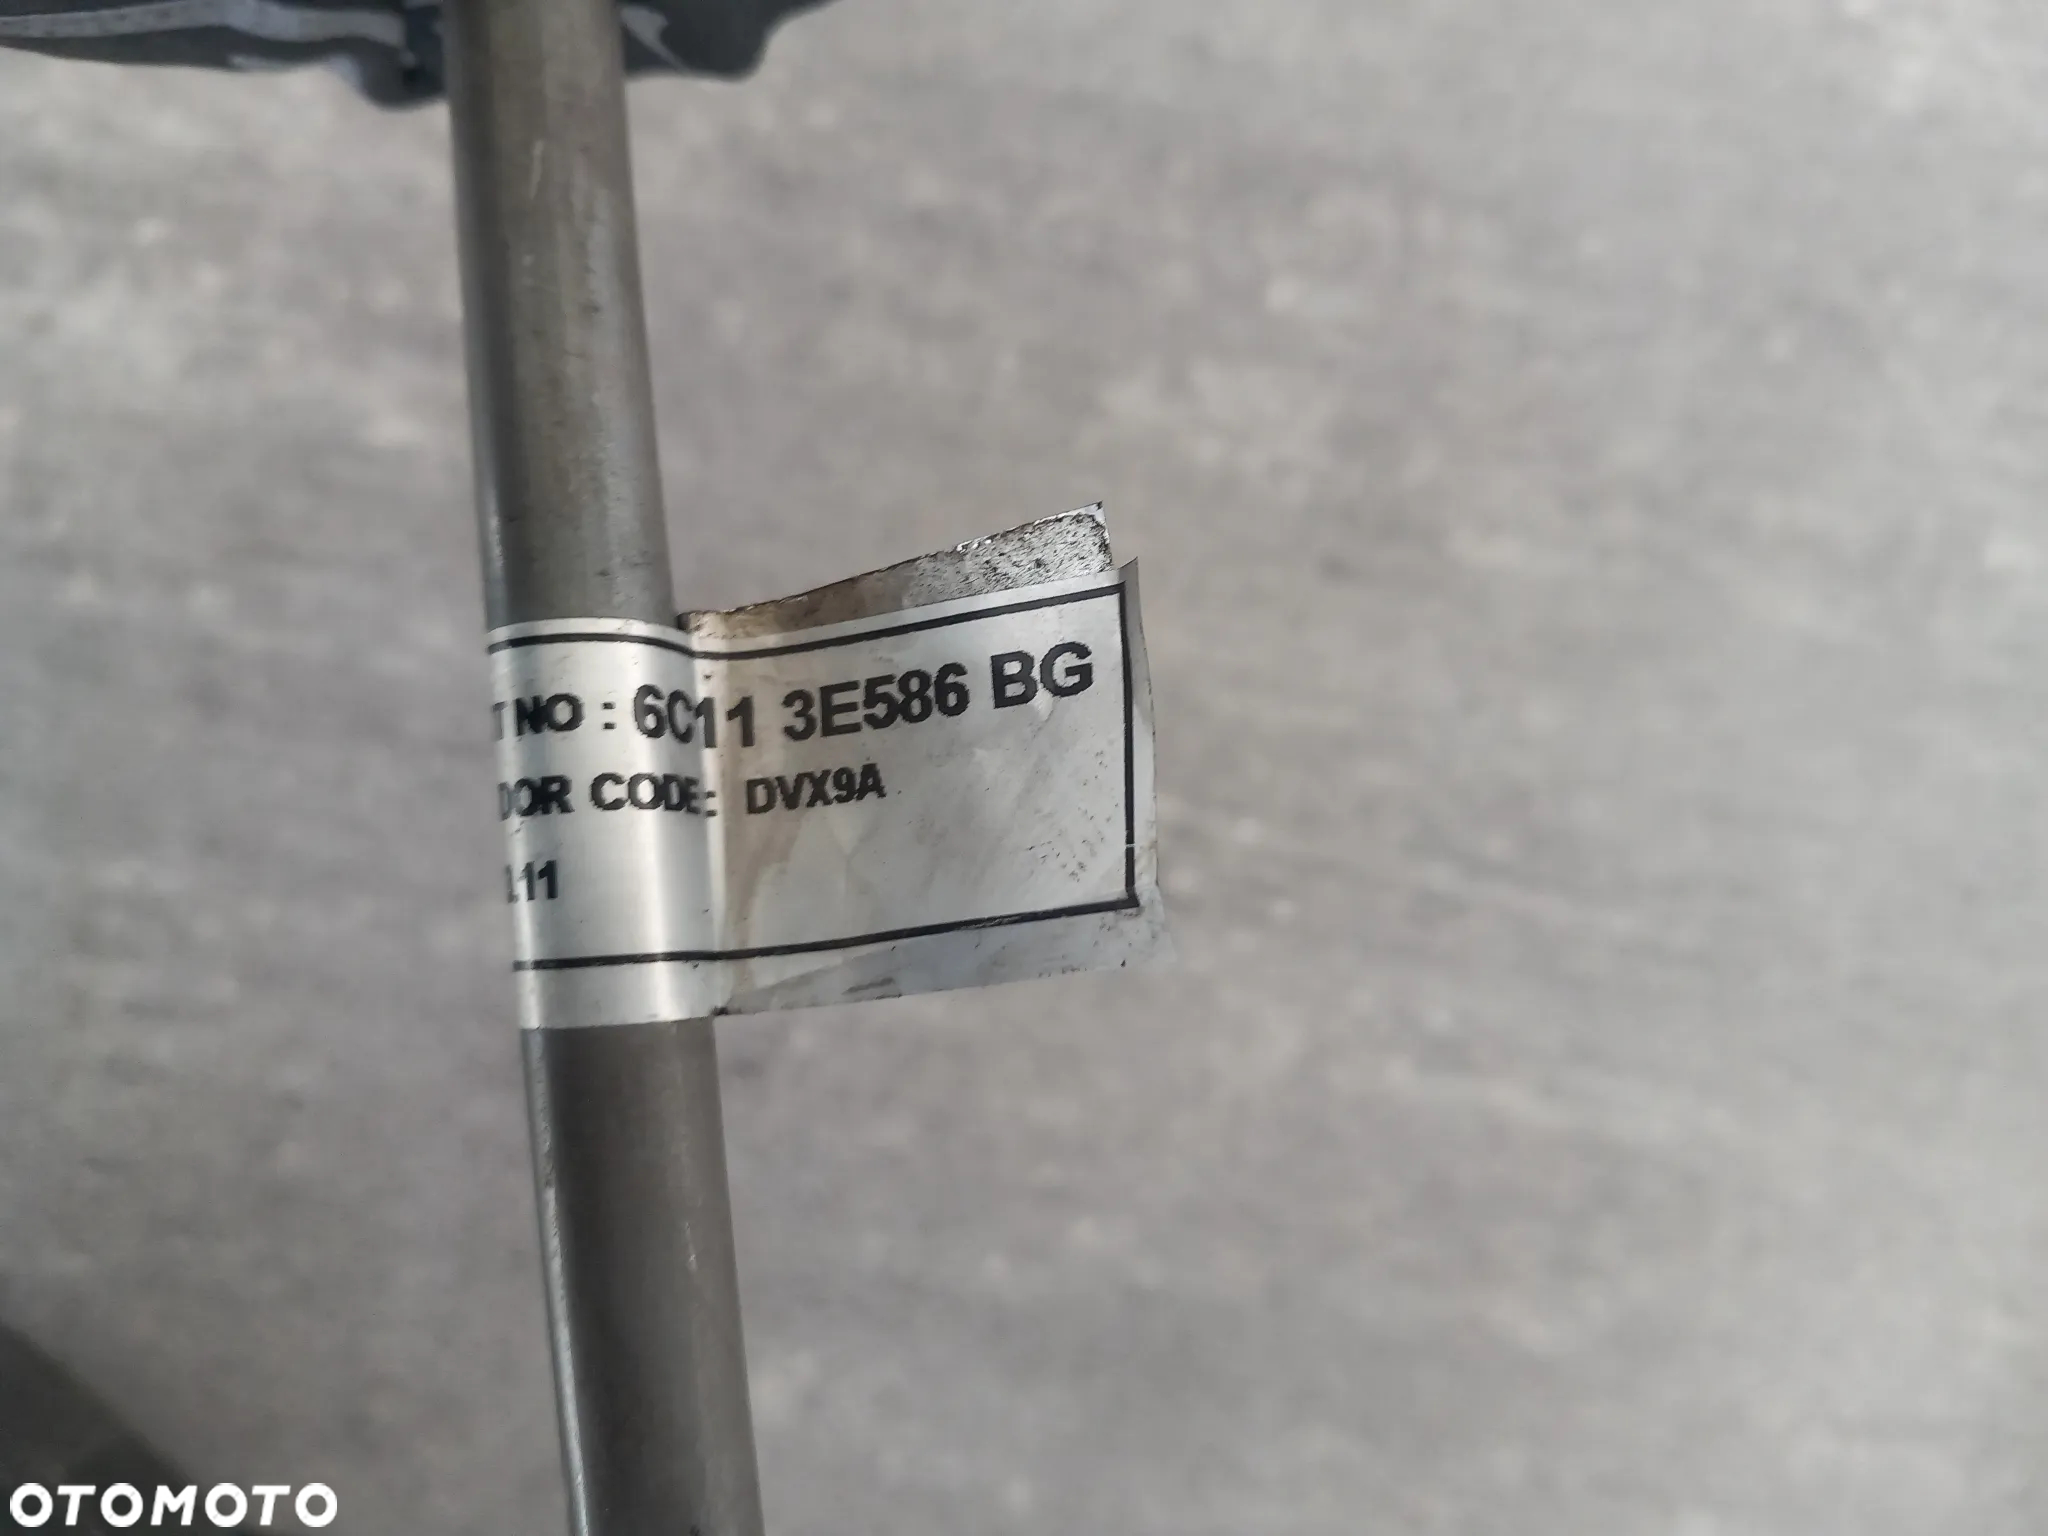 T NO : 6C11 3E586 BG
DOR CODE: DVX9A
11
OTOMOTO